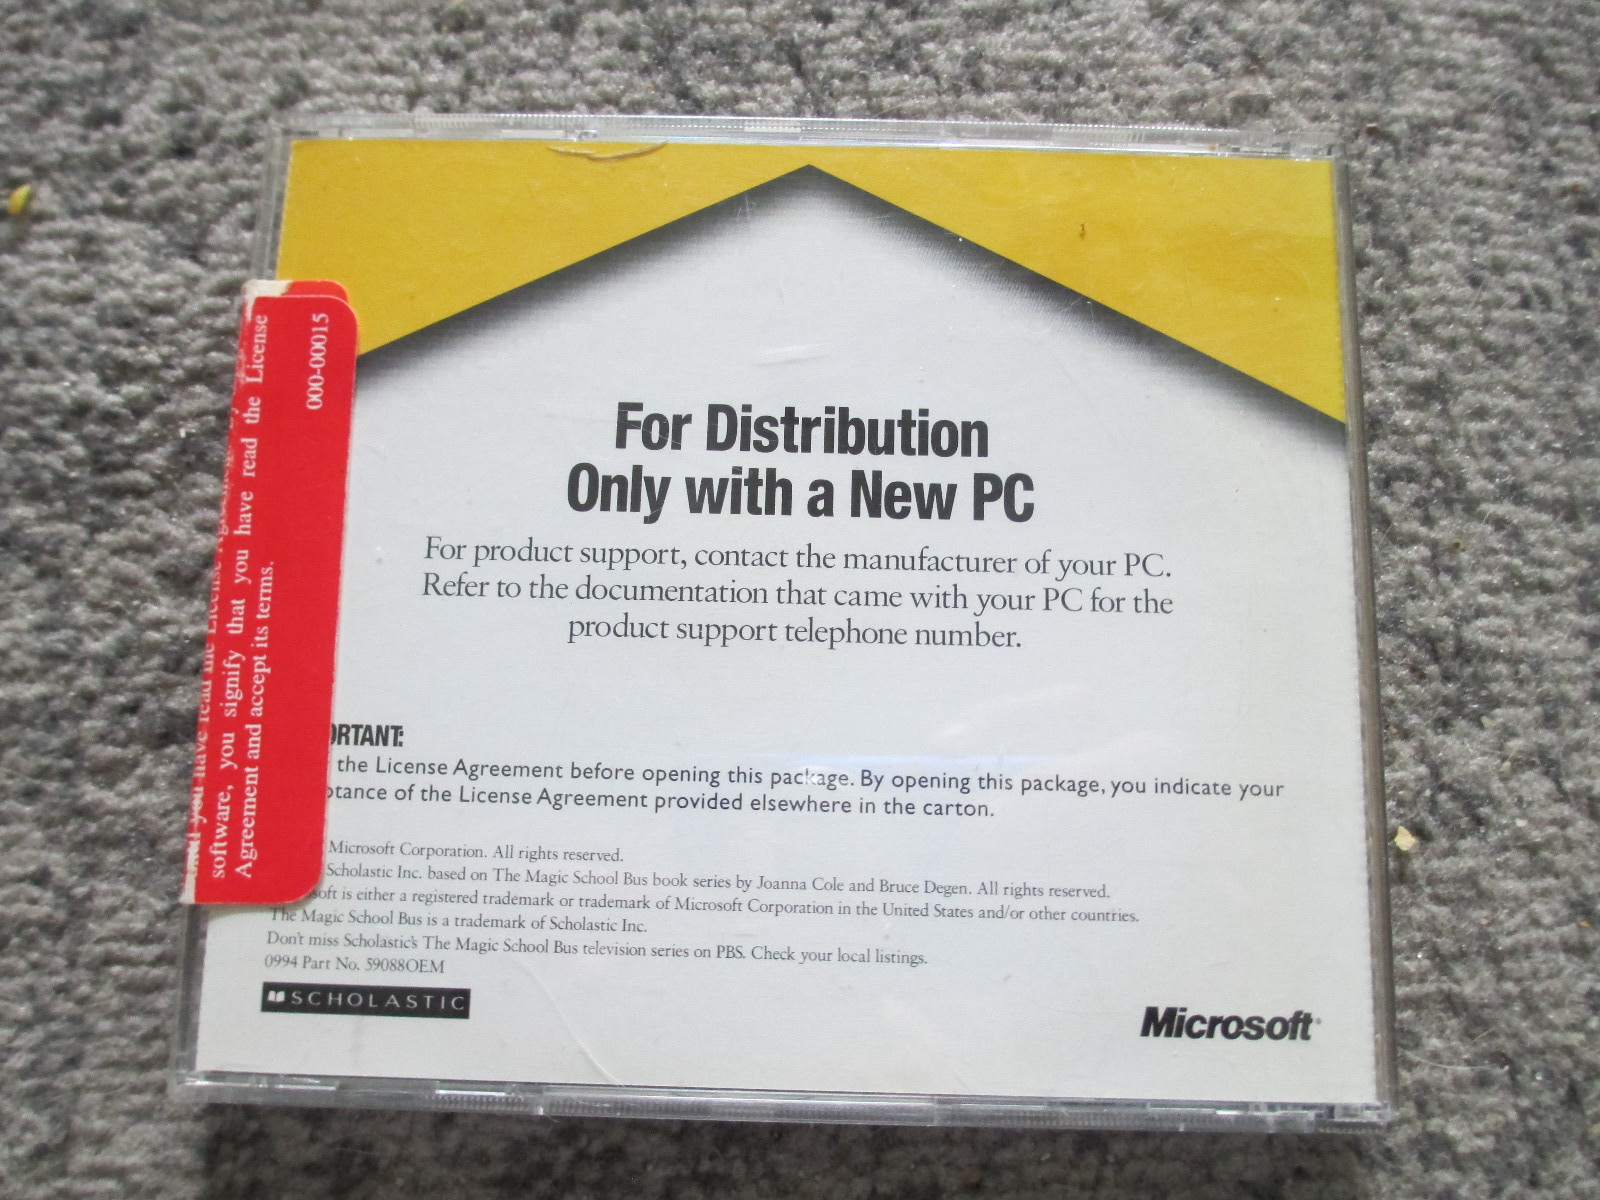 For Distribution
Only with a New PC
For product support, contact the manufacturer of your PC.
Refer to the documentation that came with your PC for the
product support telephone number.
ORTANT:
the License Agreement before opening this package. By opening this package, you indicate your
ptance of the License Agreement provided elsewhere in the carton.
Microsoft Corporation. All rights reserved.
Scholastic Inc. based on The Magic School Bus book series by Joanna Cole and Bruce Degen. All rights reserved.
soft is either a registered trademark or trademark of Microsoft Corporation in the United States and/or other countries.
The Magic School Bus is a trademark of Scholastic Inc.
Don't miss Scholastic's The Magic School Bus television series on PBS. Check your local listings.
0994 Part No. 59088OEM
SCHOLASTIC
Microsoft
until you have read the License Agreement.
software, you signify that you have read the License
Agreement and accept its terms.
000-00015